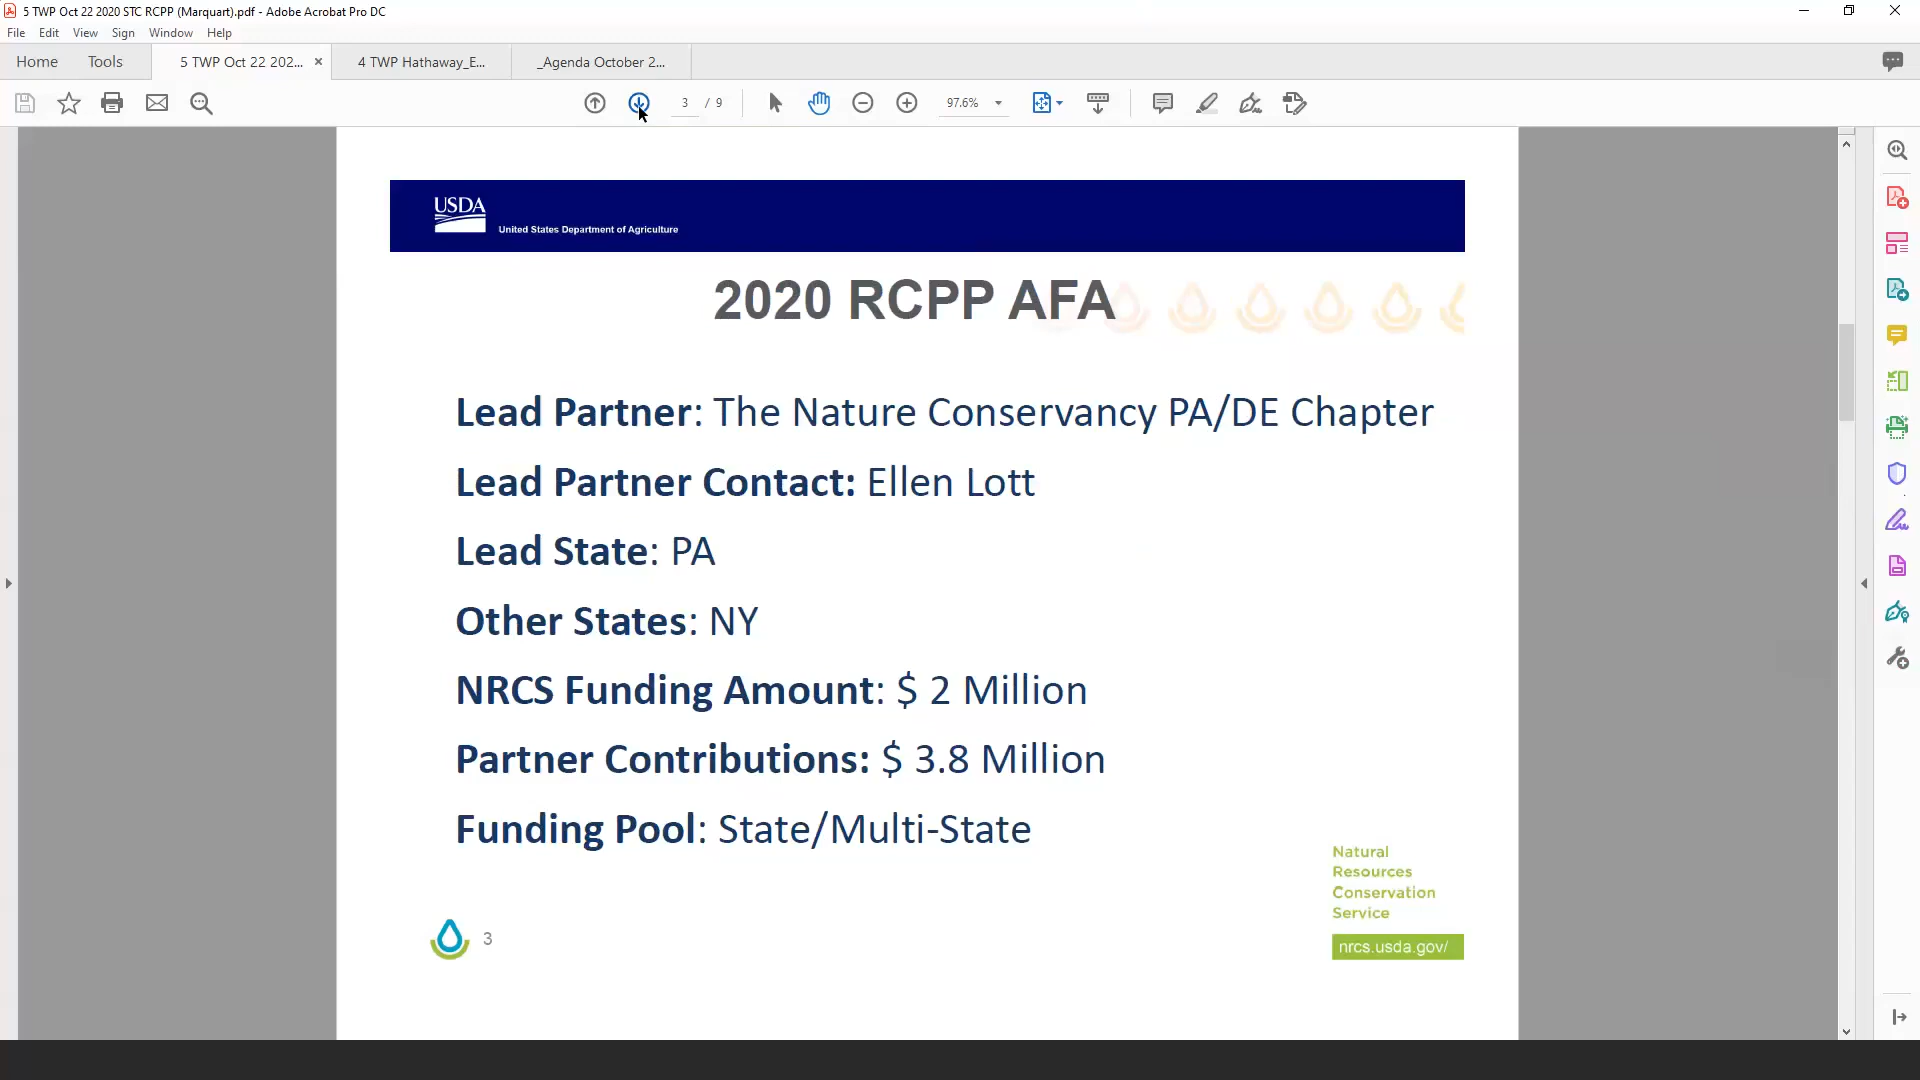 5 TWP Oct 22 2020 STC RCPP (Marquart).pdf - Adobe Acrobat Pro DC
File Edit View Sign Window Help
Home Tools 5 TWP Oct 22 202... × 4 TWP Hathaway_E... _Agenda October 2...
3 / 9 97.6%
USDA
United States Department of Agriculture
2020 RCPP AFA
Lead Partner: The Nature Conservancy PA/DE Chapter
Lead Partner Contact: Ellen Lott
Lead State: PA
Other States: NY
NRCS Funding Amount: $ 2 Million
Partner Contributions: $ 3.8 Million
Funding Pool: State/Multi-State
Natural
Resources
Conservation
Service
3
nrcs.usda.gov/